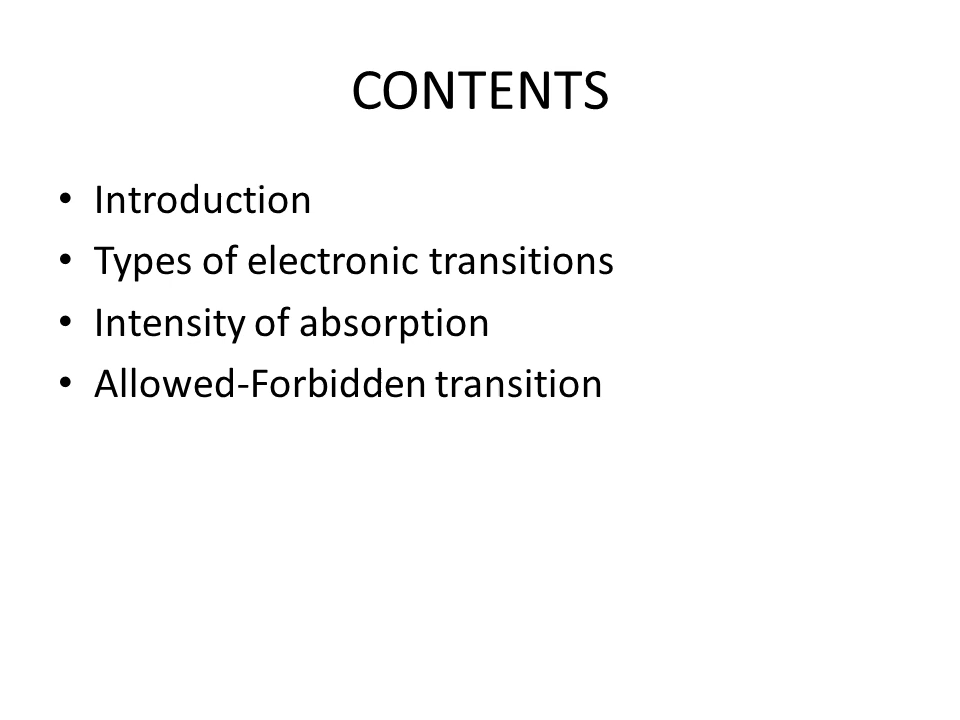 CONTENTS
• Introduction
• Types of electronic transitions
• Intensity of absorption
• Allowed-Forbidden transition